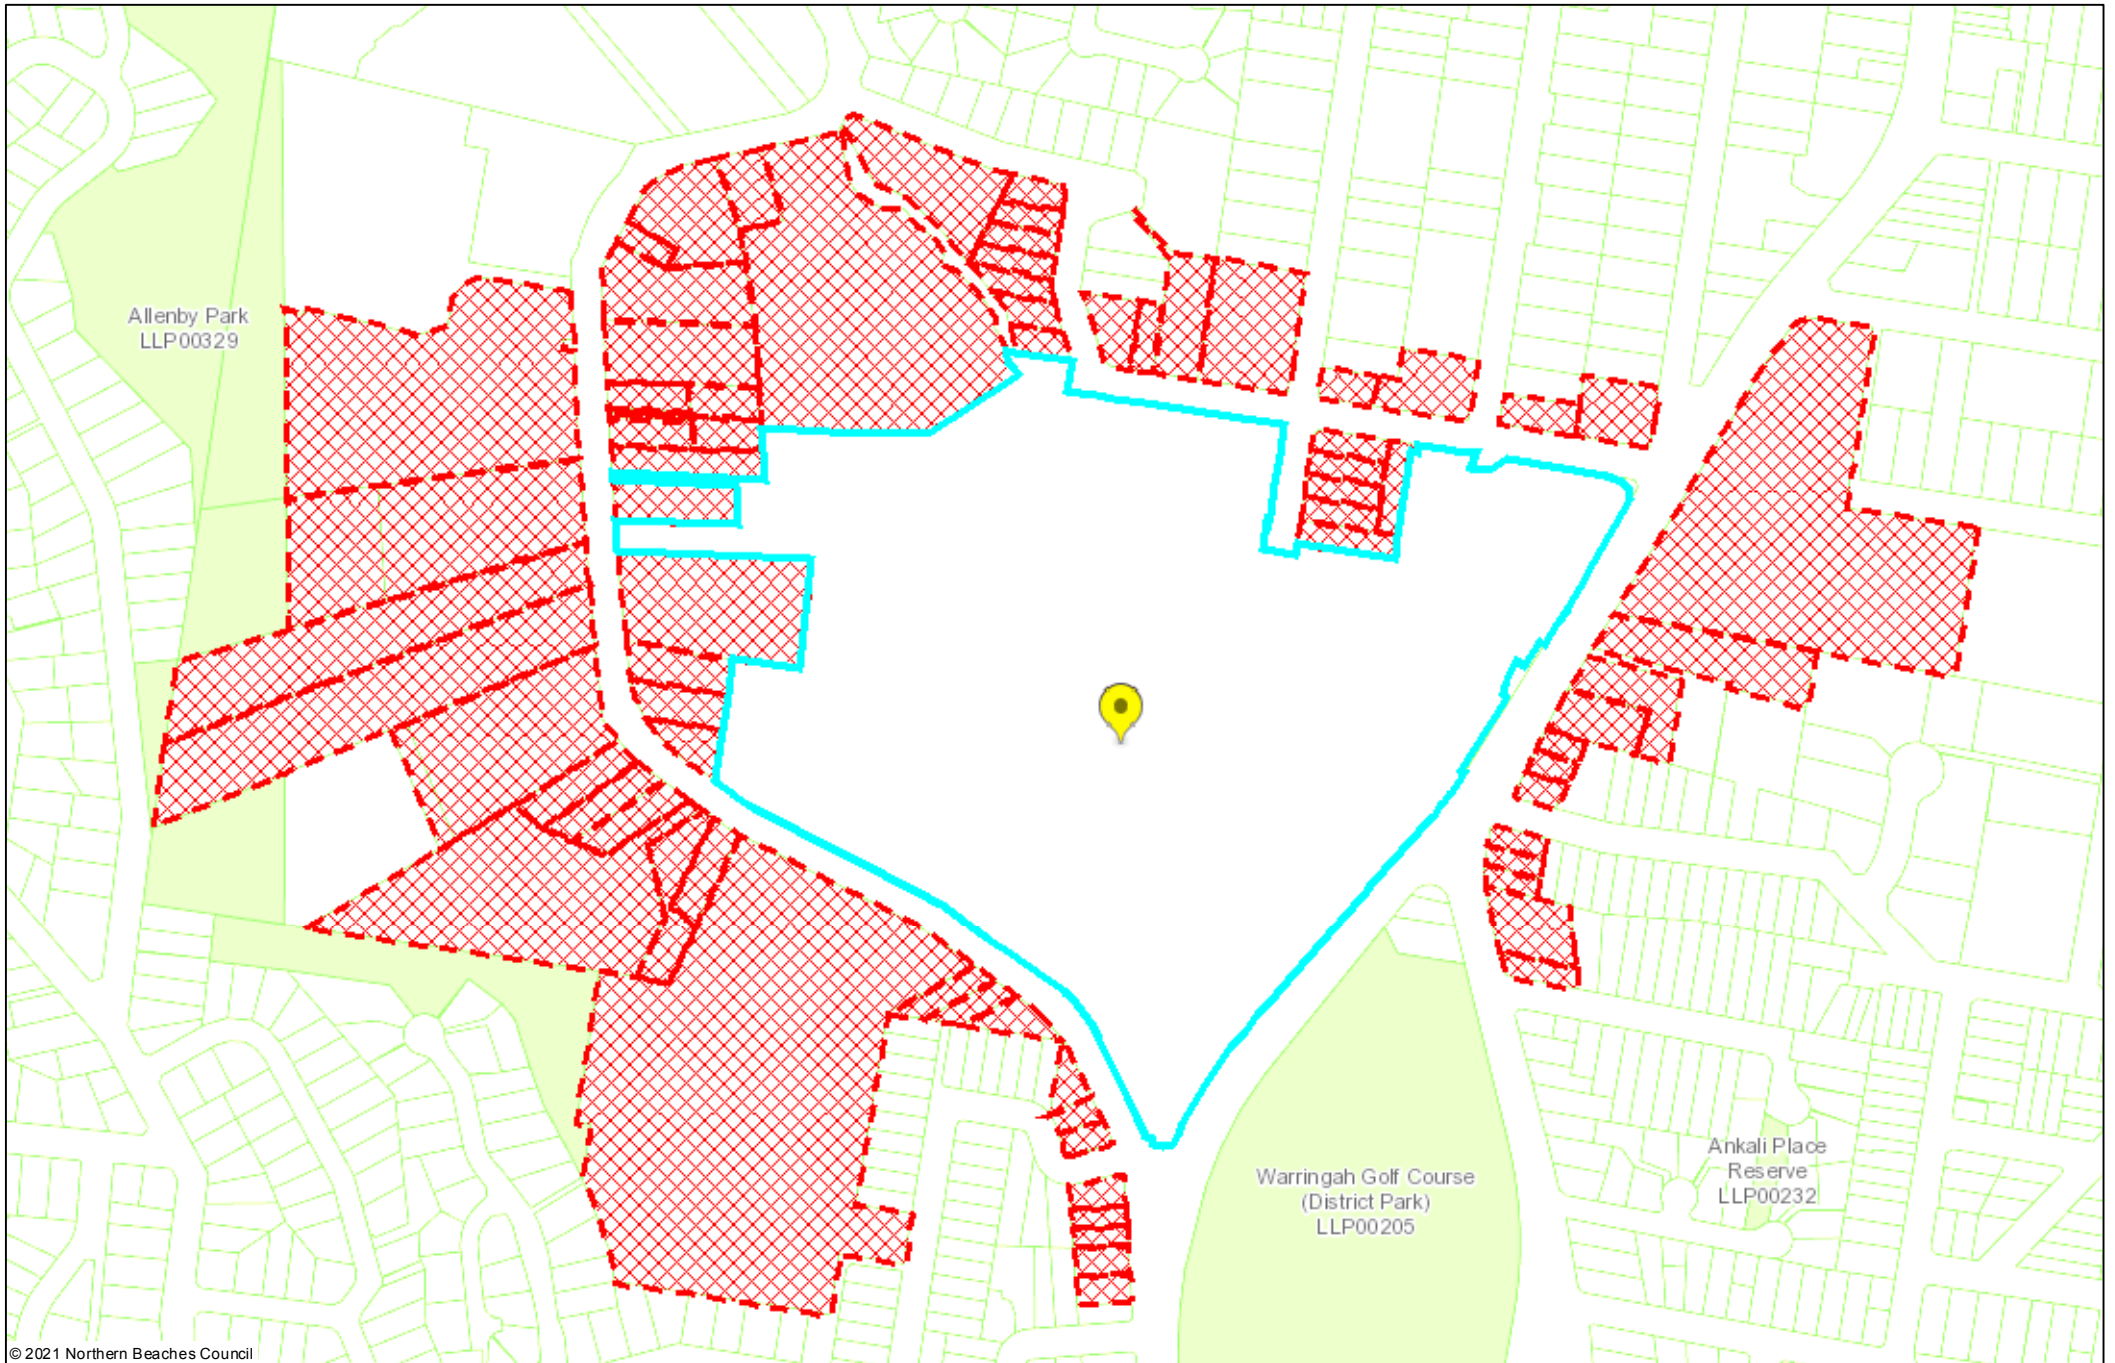 Allenby Park
LLP00329
Ankali Place
Reserve
LLP00232
Warringah Golf Course
(District Park)
LLP00205
© 2021 Northern Beaches Council